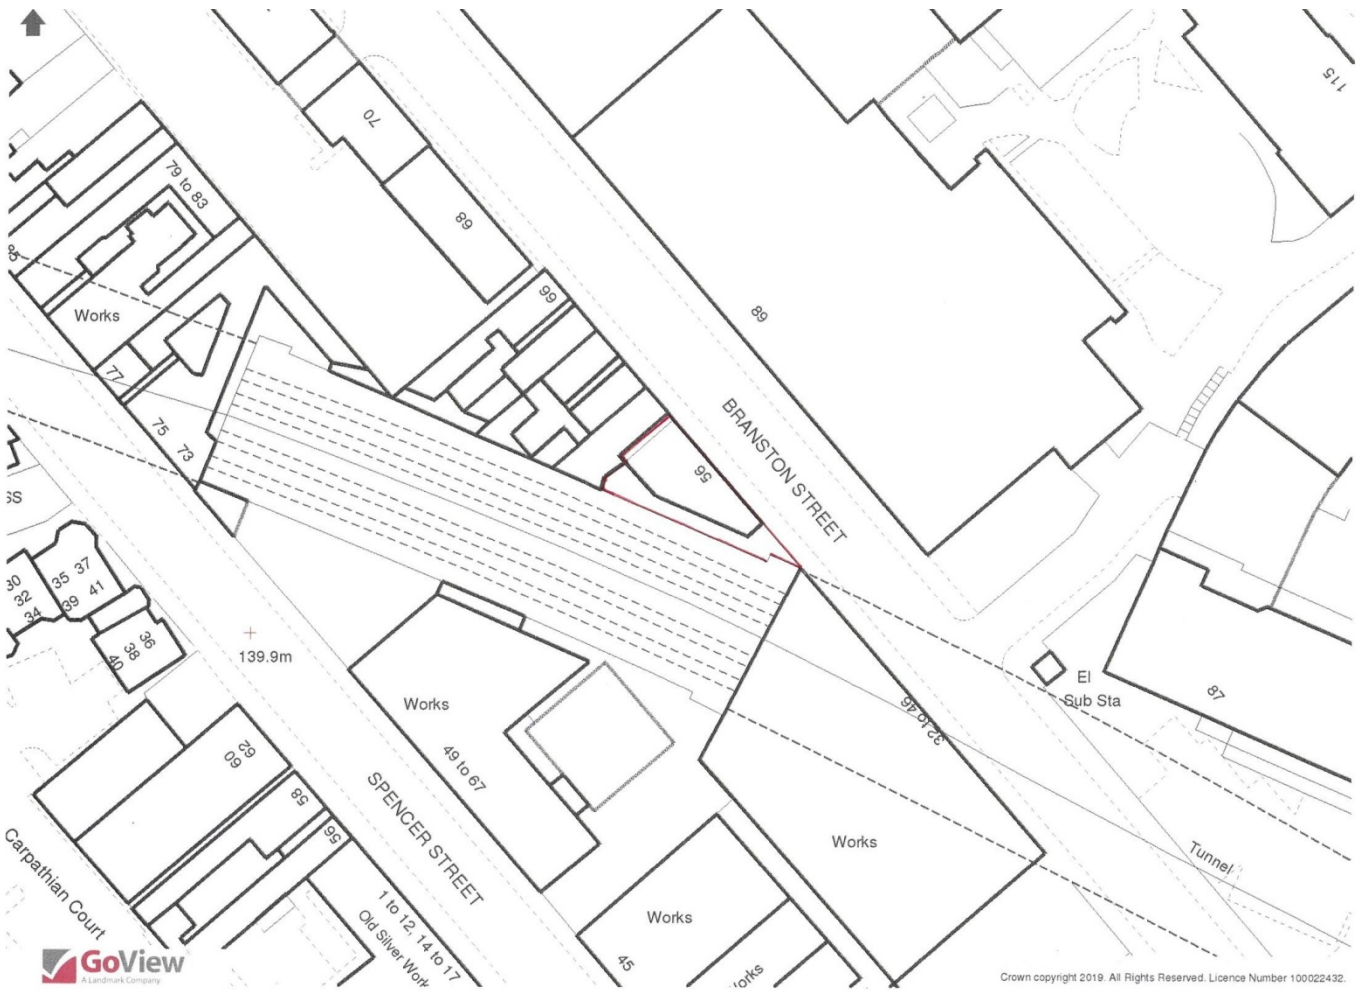 115
70
79 to 83
68
85
66
89
Works
77
75
73
BRANSTON STREET
56
SS
30
32
34
35
37
39
41
36
38
40
139.9m
El
Sub Sta
87
Works
32 to 46
49 to 67
62
60
58
56
SPENCER STREET
Works
Tunnel
Carpathian Court
1 to 12, 14 to 17
Old Silver Work
Works
45
orks
GoView
A Landmark Company
Crown copyright 2019. All Rights Reserved. Licence Number 100022432.